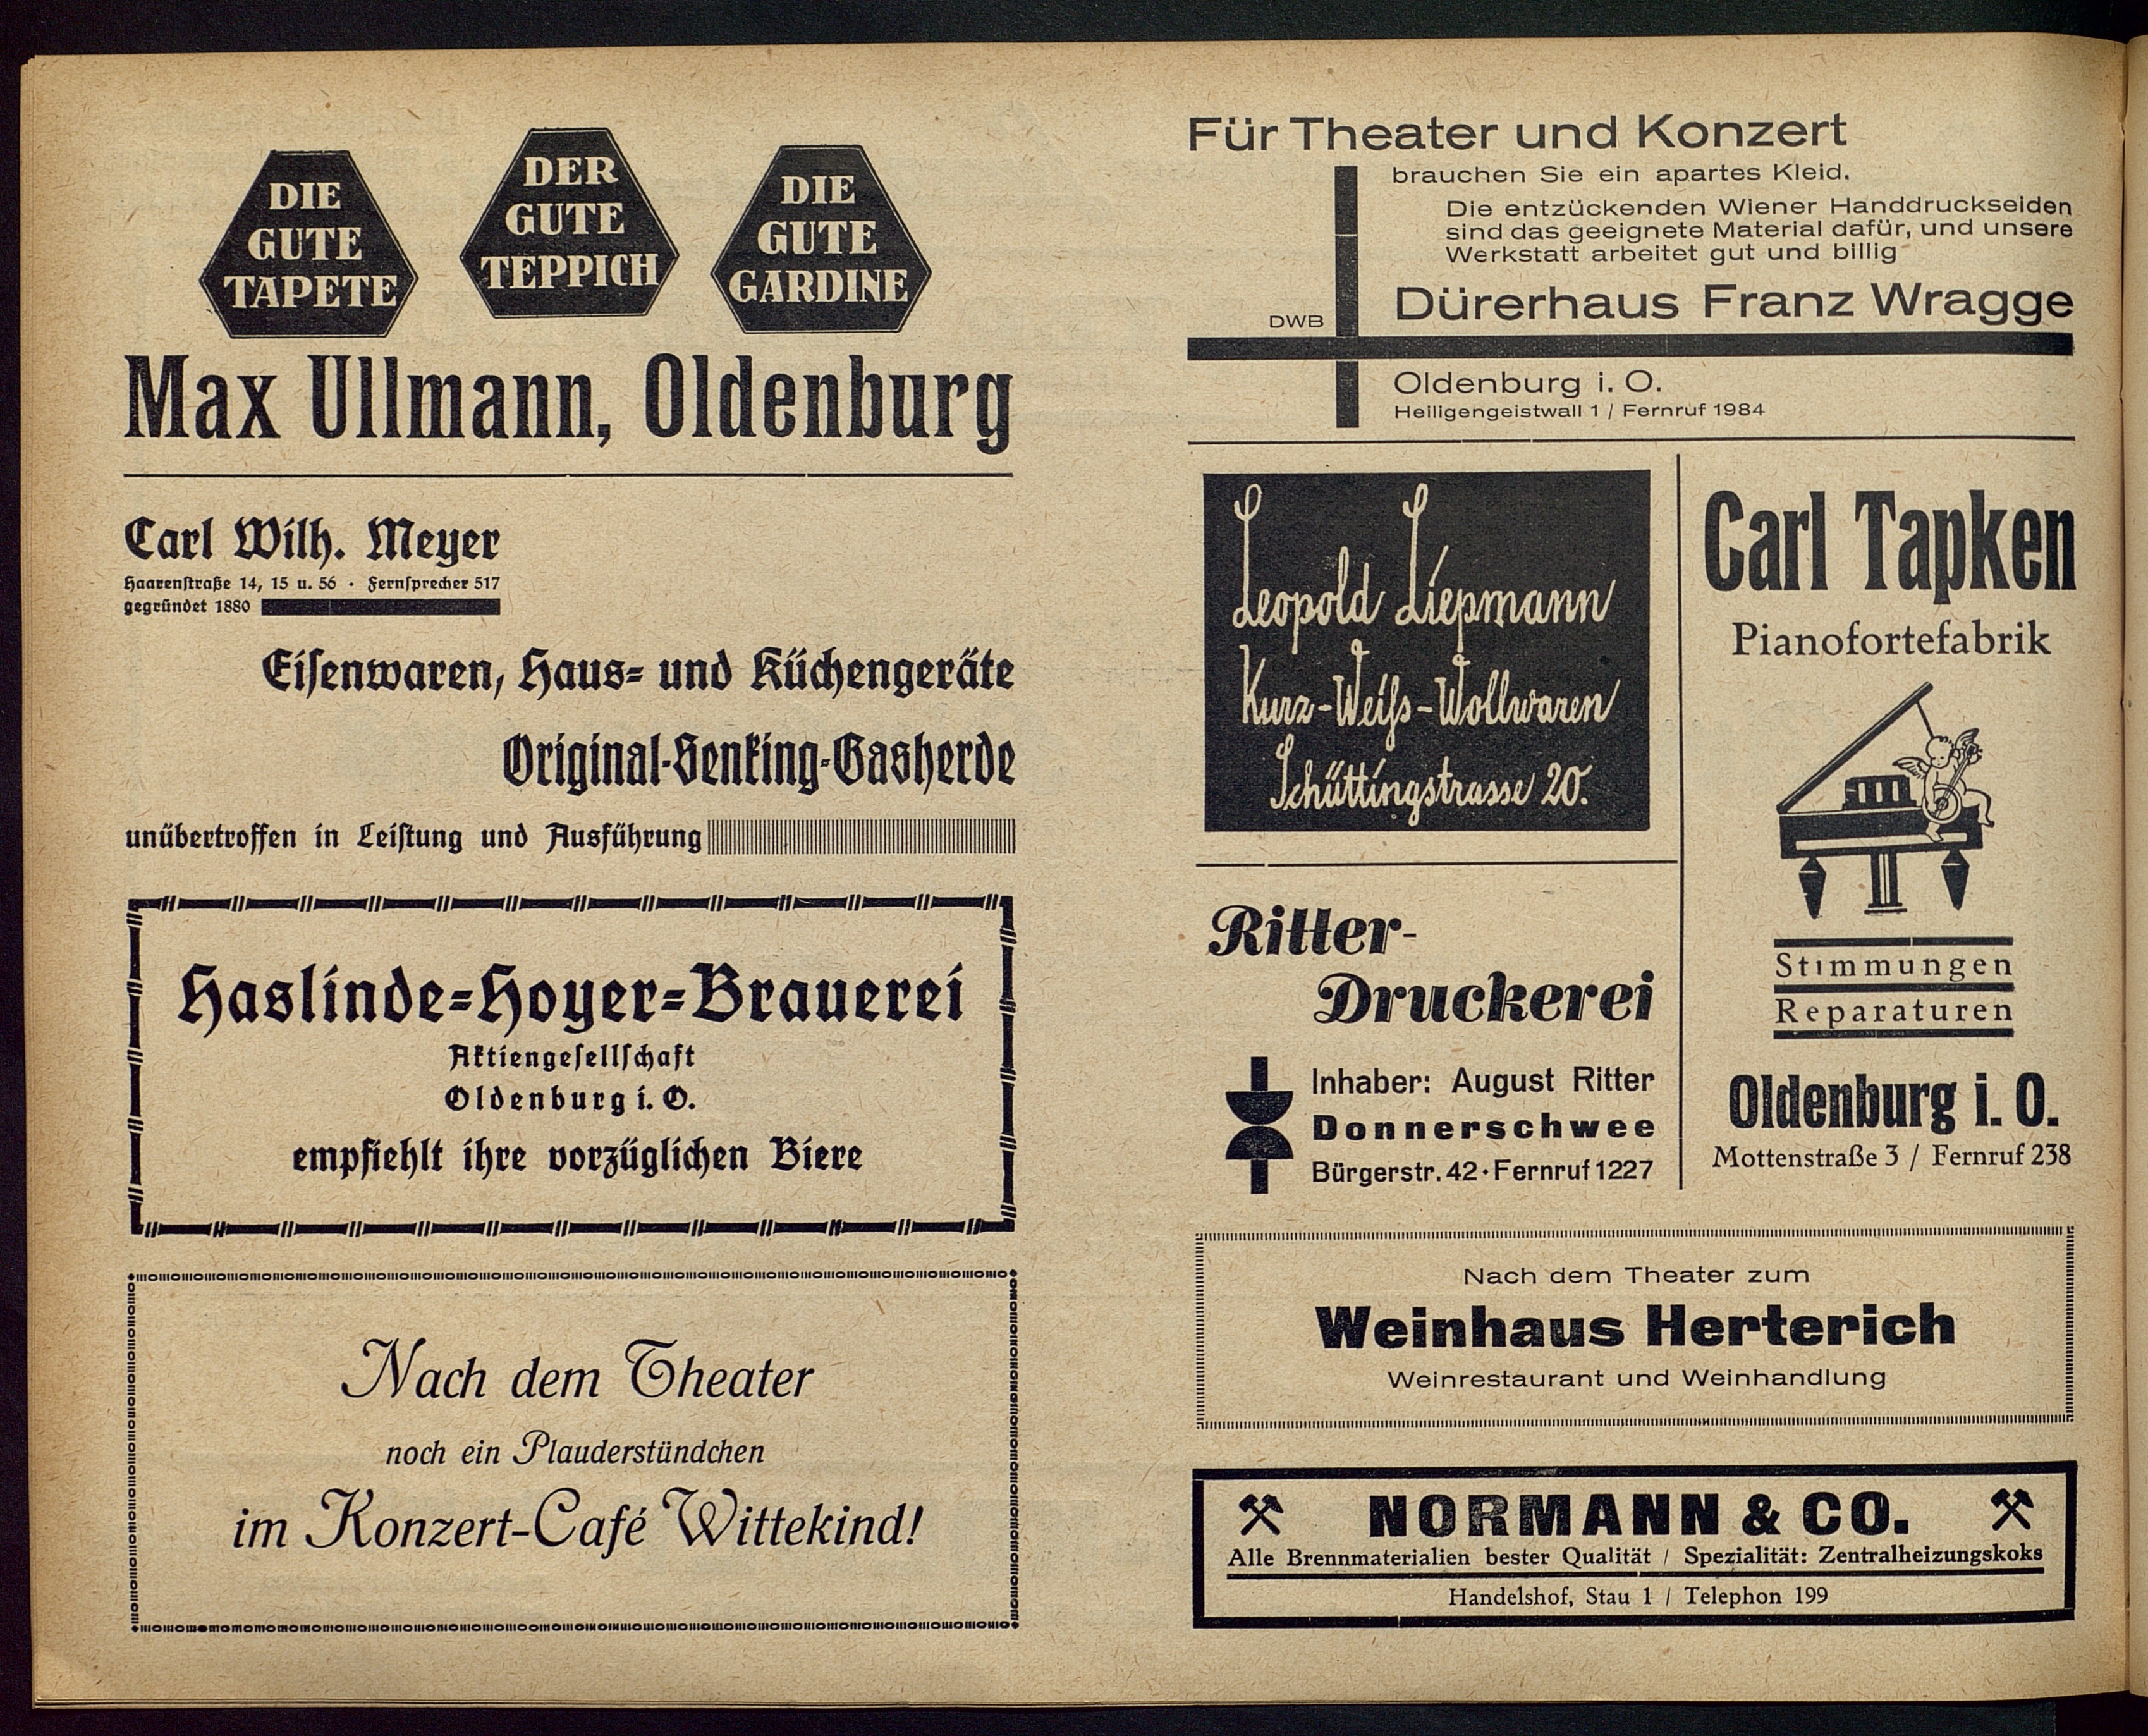 DIE
GUTE
TAPETE
DER
GUTE
TEPPICH
DIE
GUTE
GARDINE
Max Ullmann, Oldenburg
Carl Wilh. Meyer
Haarenſtraße 14, 15 u. 56 · Fernſprecher 517
gegründet 1880
Eiſenwaren, Haus- und Küchengeräte
Original-Senking-Gasherde
unübertroffen in Leiſtung und Ausführung
Haslinde-Hoyer-Brauerei
Aktiengeſellſchaft
Oldenburg i. O.
empfiehlt ihre vorzüglichen Biere
Nach dem Theater
noch ein Plauderstündchen
im Konzert-Café Wittekind!
Für Theater und Konzert
brauchen Sie ein apartes Kleid.
Die entzückenden Wiener Handdruckseiden
sind das geeignete Material dafür, und unsere
Werkstatt arbeitet gut und billig
DWB
Dürerhaus Franz Wragge
Oldenburg i. O.
Heiligengeistwall 1 / Fernruf 1984
Leopold Liepmann
Kurz-Weiſs-Wollwaren
Schüttingstrasse 20.
Ritter-
Druckerei
Inhaber: August Ritter
Donnerschwee
Bürgerstr. 42 · Fernruf 1227
Carl Tapken
Pianofortefabrik
Stimmungen
Reparaturen
Oldenburg i. O.
Mottenstraße 3 / Fernruf 238
Nach dem Theater zum
Weinhaus Herterich
Weinrestaurant und Weinhandlung
NORMANN & CO.
Alle Brennmaterialien bester Qualität / Spezialität: Zentralheizungskoks
Handelshof, Stau 1 / Telephon 199